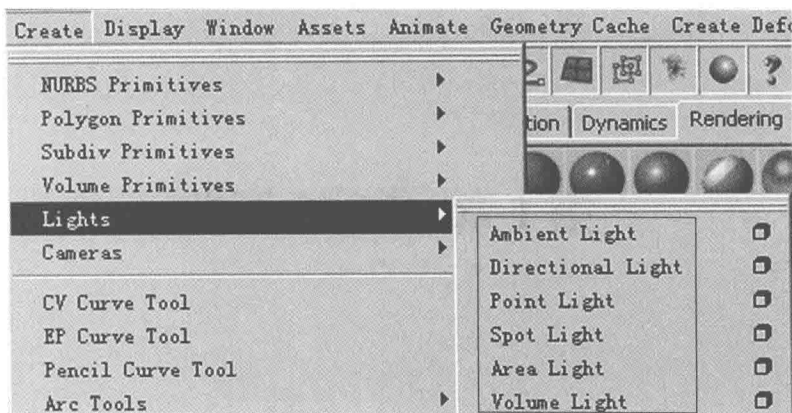 Create Display Window Assets Animate Geometry Cache Create Defo
NURBS Primitives
Polygon Primitives
Subdiv Primitives
Volume Primitives
Lights
Cameras
CV Curve Tool
EP Curve Tool
Pencil Curve Tool
Arc Tools
tion Dynamics Rendering
Ambient Light
Directional Light
Point Light
Spot Light
Area Light
Volume Light